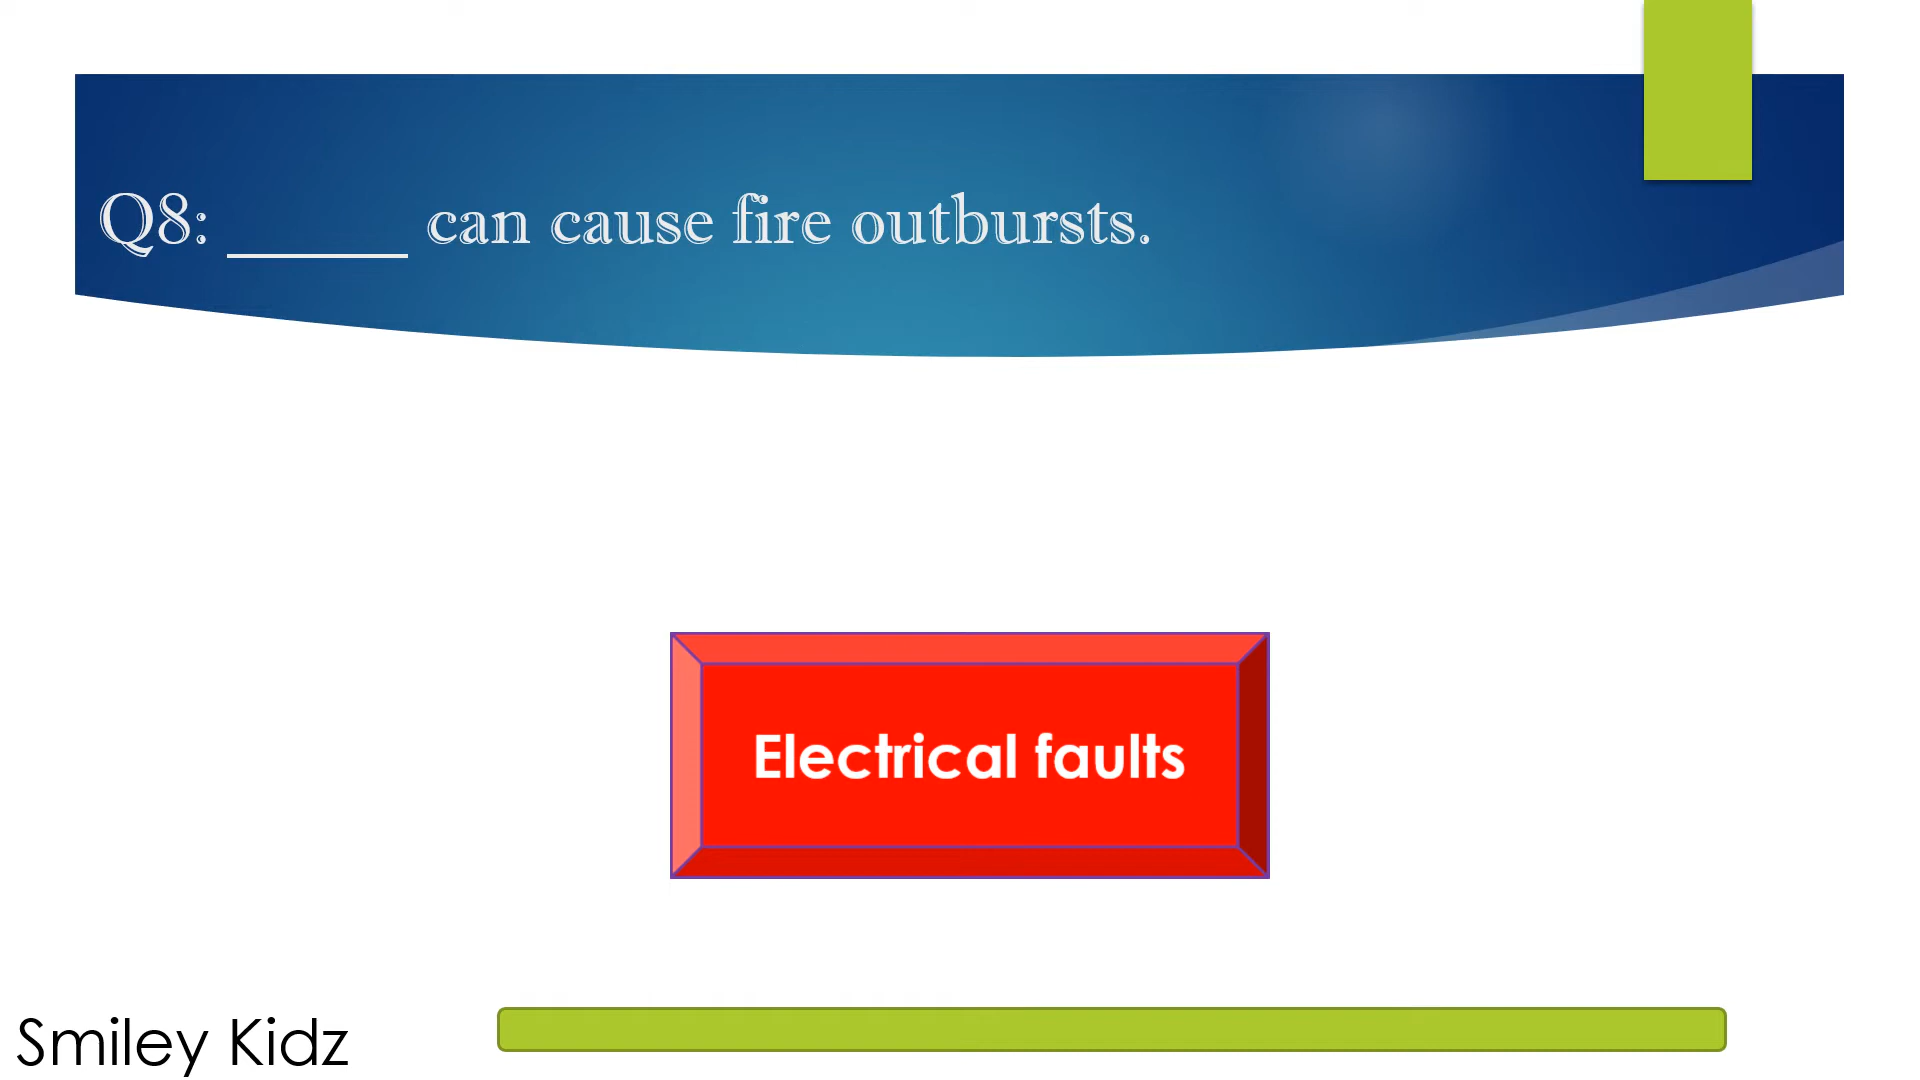 Q8: ______ can cause fire outbursts.
Electrical faults
Smiley Kidz